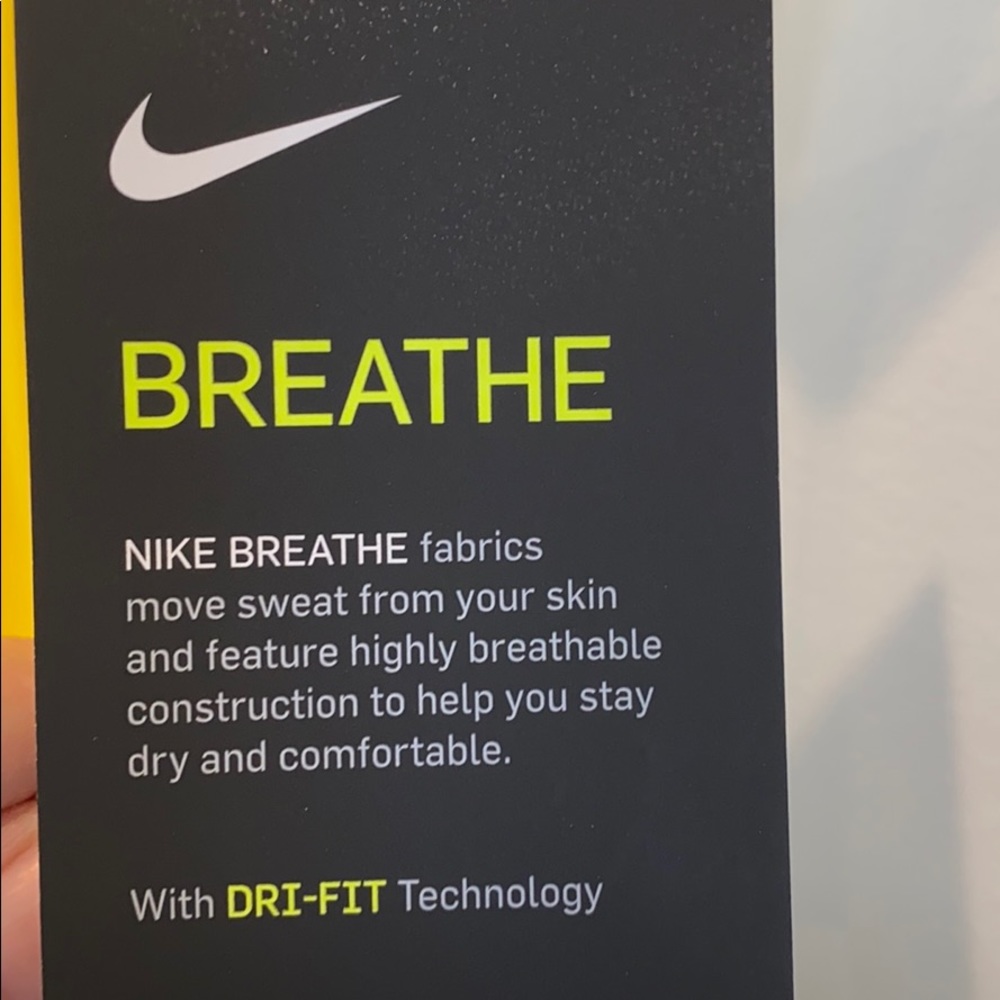 BREATHE
NIKE BREATHE fabrics
move sweat from your skin
and feature highly breathable
construction to help you stay
dry and comfortable.
With DRI-FIT Technology